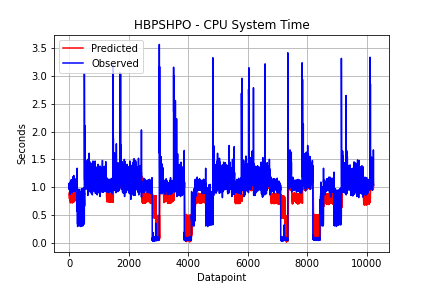 HBPSHPO - CPU System Time
Predicted
Observed
3.5
3.0
2.5
2.0
1.5
1.0
0.5
0.0
Seconds
0
2000
4000
6000
8000
10000
Datapoint